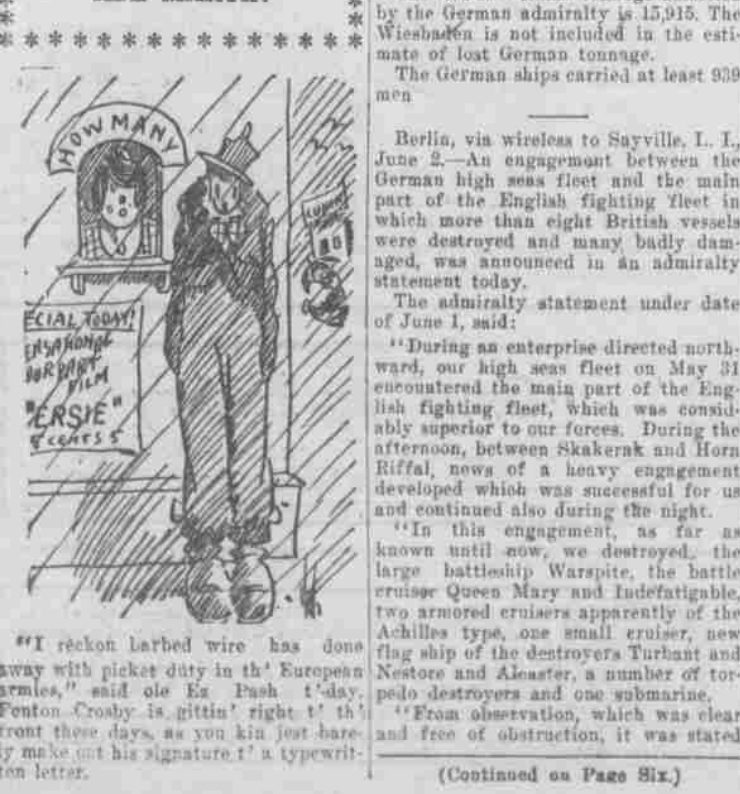 * * * * * * * * * * * * * * *
HOW MANY
ECIAL TODAY!
FILM
"ERSIE"
5 CENTS 5
"I reckon barbed wire has done
away with picket duty in th' European
armies," said ole Ez Pash t'-day.
Fenton Crosby is gittin' right t' th'
front these days, as you kin jest bare-
ly make out his signature t' a typewrit-
ten letter.
by the German admiralty is 15,915. The
Wiesbaden is not included in the esti-
mate of lost German tonnage.
The German ships carried at least 939
men
Berlin, via wireless to Sayville, L. I.,
June 2.—An engagement between the
German high seas fleet and the main
part of the English fighting fleet in
which more than eight British vessels
were destroyed and many badly dam-
aged, was announced in an admiralty
statement today.
The admiralty statement under date
of June 1, said:
"During an enterprise directed north-
ward, our high seas fleet on May 31
encountered the main part of the Eng-
lish fighting fleet, which was consid-
ably superior to our forces. During the
afternoon, between Skakerak and Horn
Riffal, news of a heavy engagement
developed which was successful for us
and continued also during the night.
"In this engagement, as far as
known until now, we destroyed, the
large battleship Warspite, the battle
cruiser Queen Mary and Indefatigable,
two armored cruisers apparently of the
Achilles type, one small cruiser, new
flag ship of the destroyers Turbant and
Nestore and Alcaster, a number of tor-
pedo destroyers and one submarine.
"From observation, which was clear
and free of obstruction, it was stated
(Continued on Page Six.)